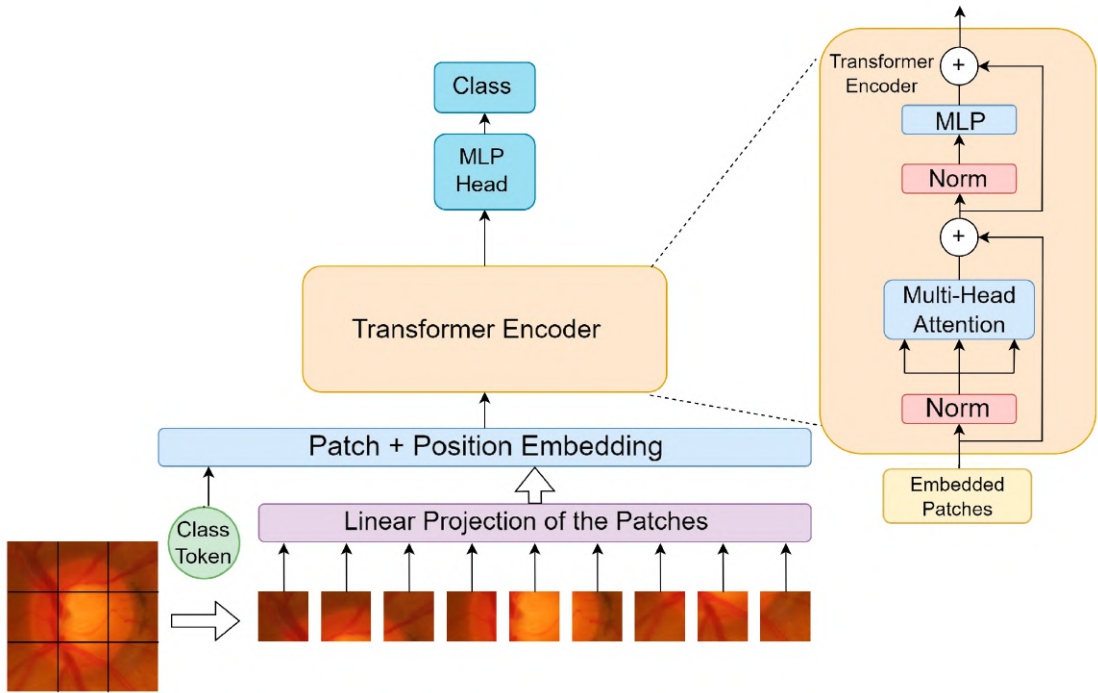 Class
MLP
Head
Transformer Encoder
Patch + Position Embedding
Class
Token
Linear Projection of the Patches
Transformer
Encoder
+
MLP
Norm
+
Multi-Head
Attention
Norm
Embedded
Patches